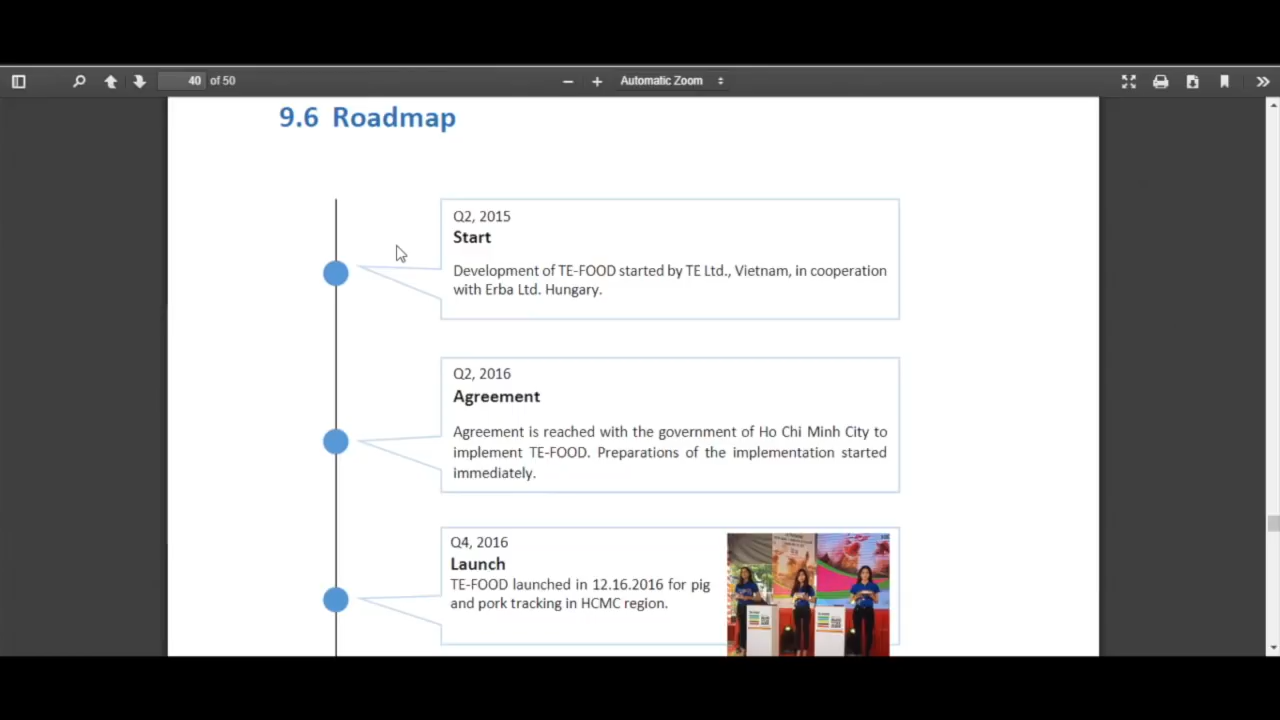 40 of 50
Automatic Zoom
9.6 Roadmap
Q2, 2015
Start
Development of TE-FOOD started by TE Ltd., Vietnam, in cooperation
with Erba Ltd. Hungary.
Q2, 2016
Agreement
Agreement is reached with the government of Ho Chi Minh City to
implement TE-FOOD. Preparations of the implementation started
immediately.
Q4, 2016
Launch
TE-FOOD launched in 12.16.2016 for pig
and pork tracking in HCMC region.